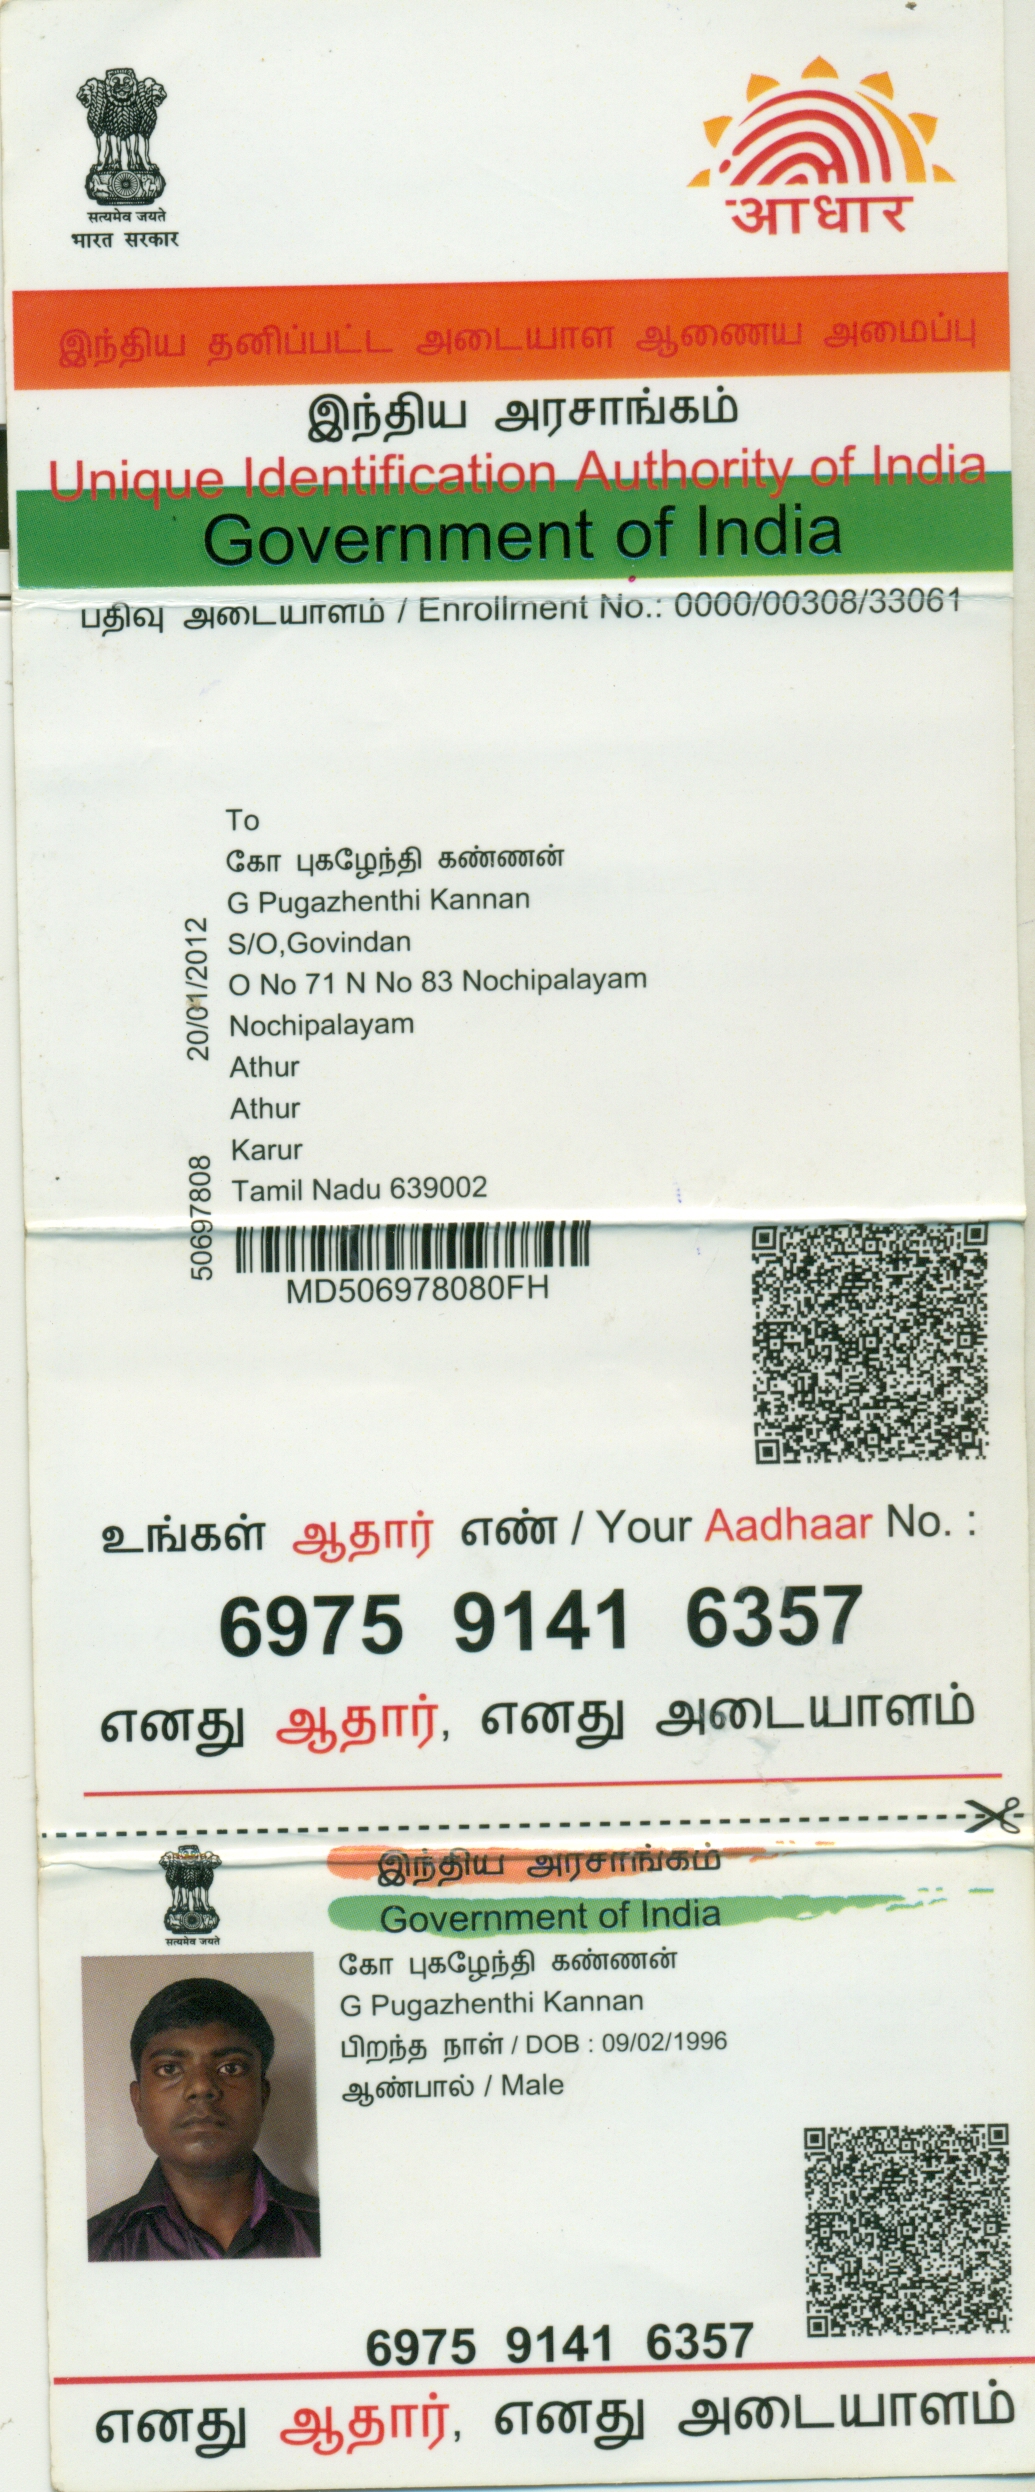 सत्यमेव जयते
भारत सरकार
आधार
இந்திய தனிப்பட்ட அடையாள ஆணைய அமைப்பு
இந்திய அரசாங்கம்
Unique Identification Authority of India
Government of India
பதிவு அடையாளம் / Enrollment No.: 0000/00308/33061
To
கோ புகழேந்தி கண்ணன்
G Pugazhenthi Kannan
S/O,Govindan
O No 71 N No 83 Nochipalayam
Nochipalayam
Athur
Athur
Karur
Tamil Nadu 639002
20/01/2012
50697808
MD506978080FH
உங்கள் ஆதார் எண் / Your Aadhaar No. :
6975 9141 6357
எனது ஆதார், எனது அடையாளம்
सत्यमेव जयते
இந்திய அரசாங்கம்
Government of India
கோ புகழேந்தி கண்ணன்
G Pugazhenthi Kannan
பிறந்த நாள் / DOB : 09/02/1996
ஆண்பால் / Male
6975 9141 6357
எனது ஆதார், எனது அடையாளம்